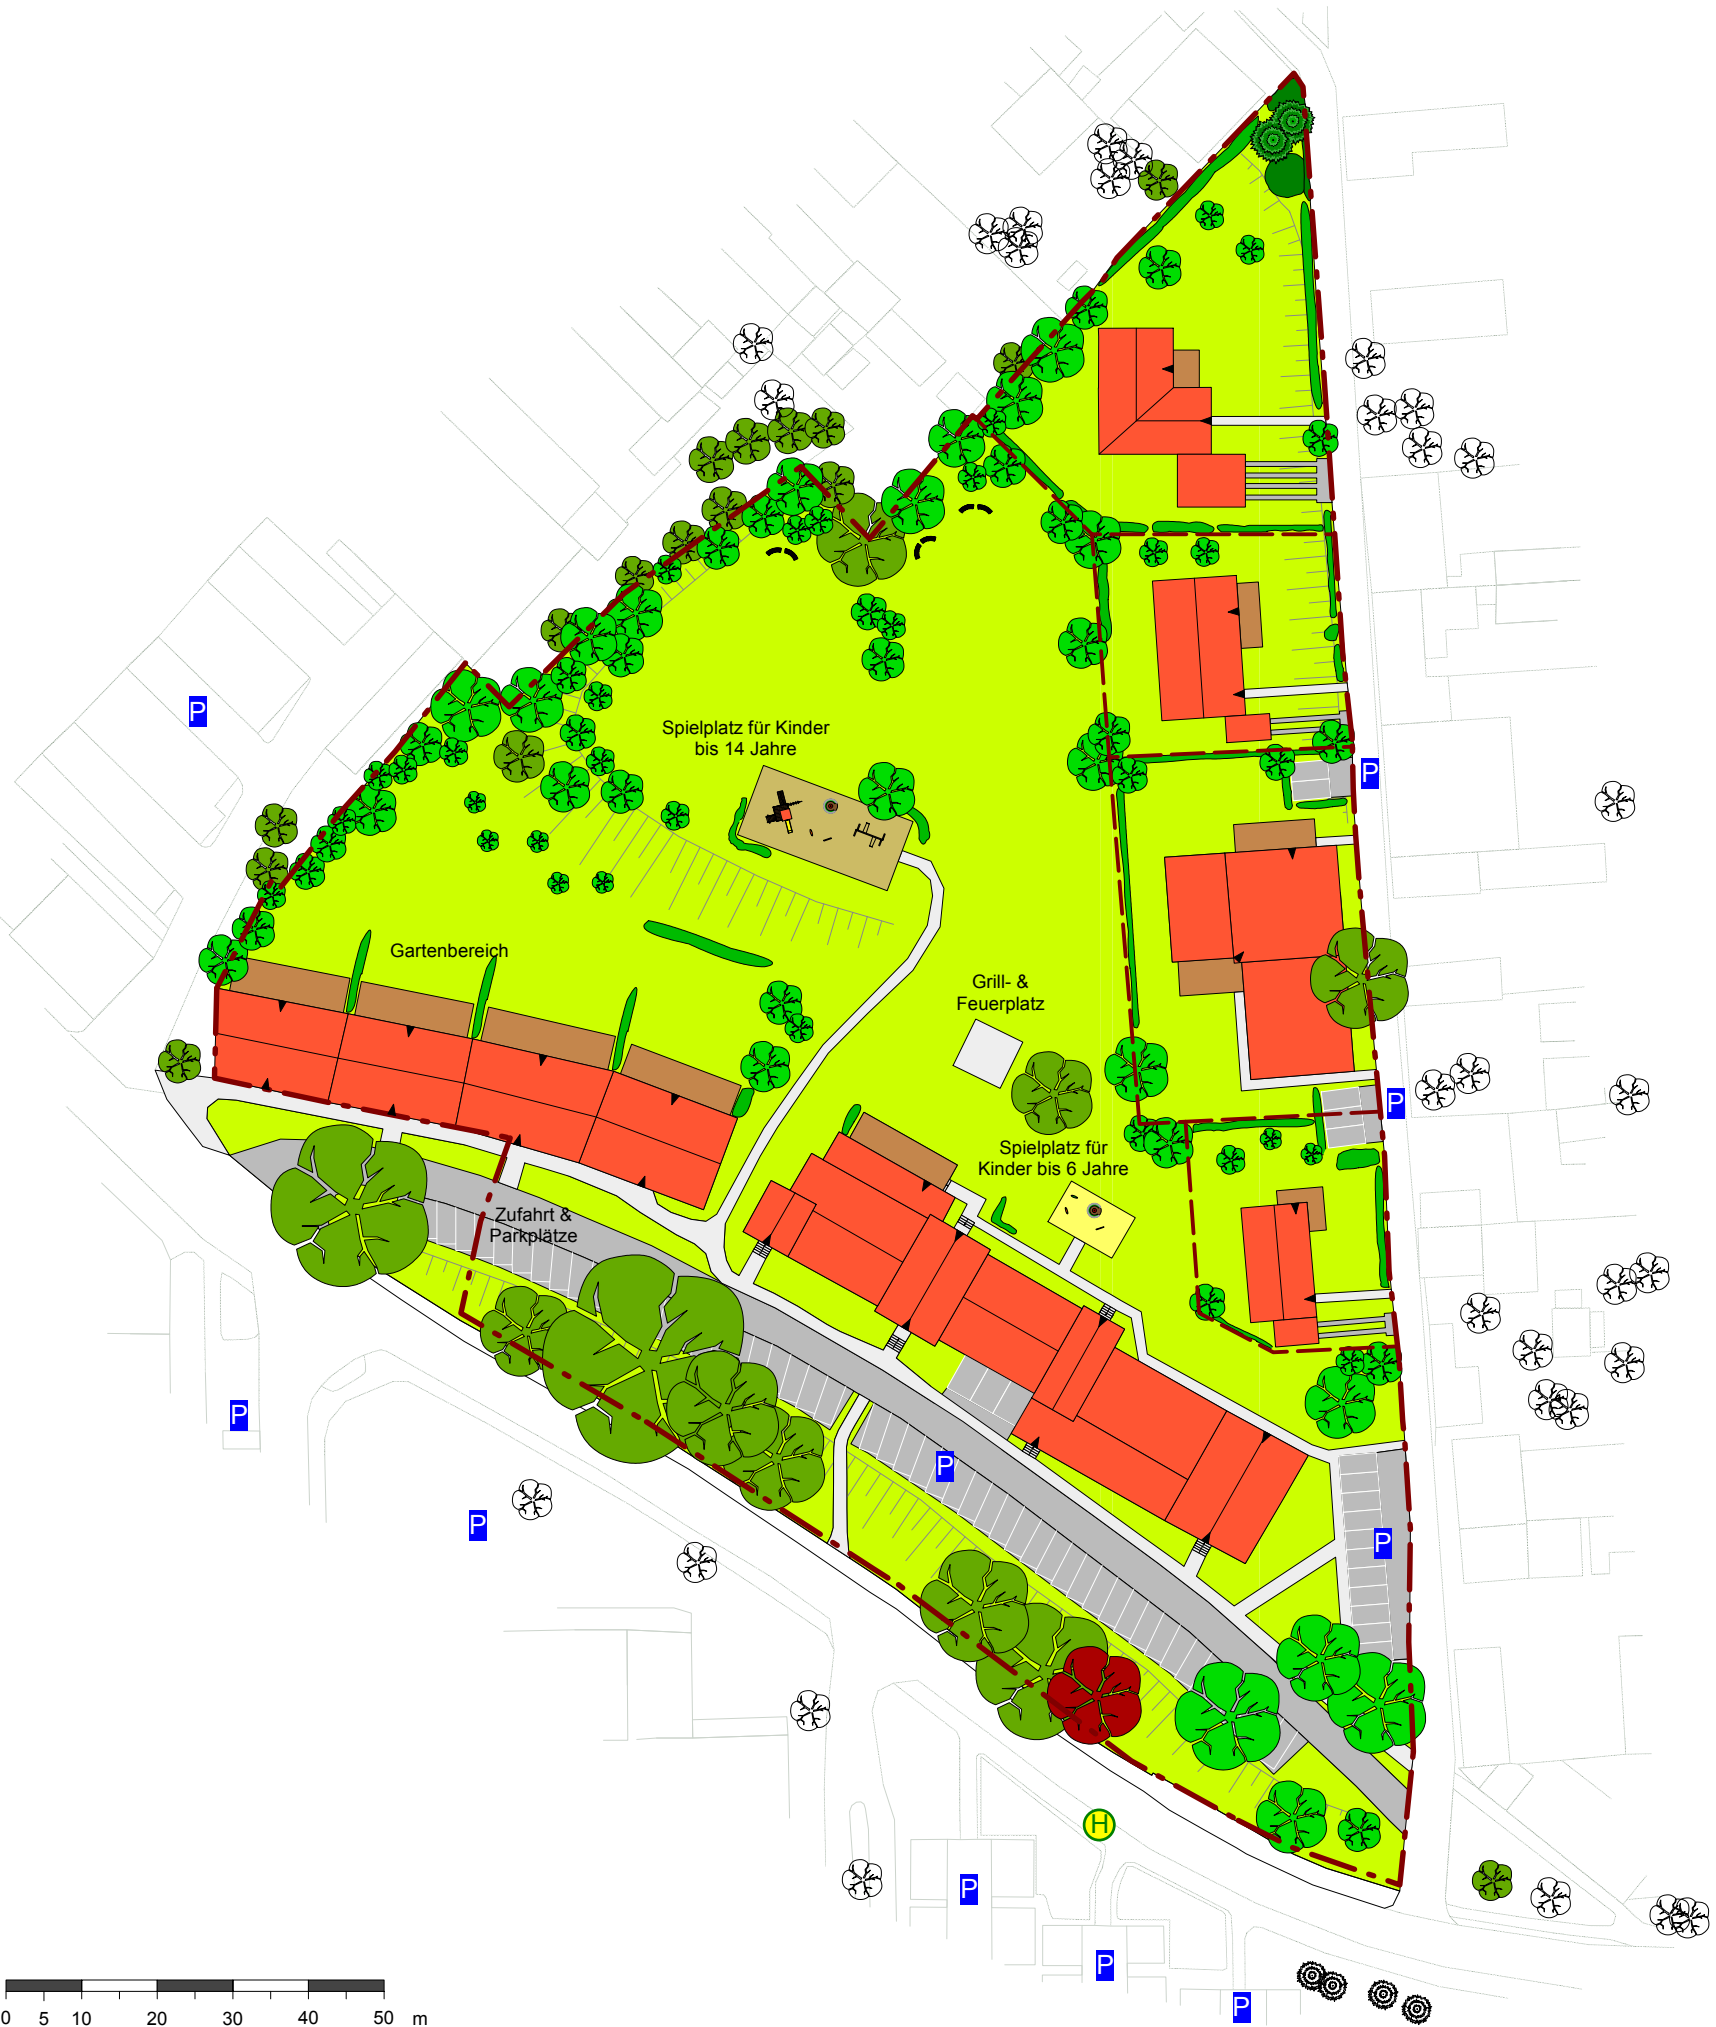 P
Spielplatz für Kinder
bis 14 Jahre
P
Gartenbereich
Grill- &
Feuerplatz
P
Spielplatz für
Kinder bis 6 Jahre
Zufahrt &
Parkplätze
P
P
P
P
H
P
P
P
0 5 10 20 30 40 50 m